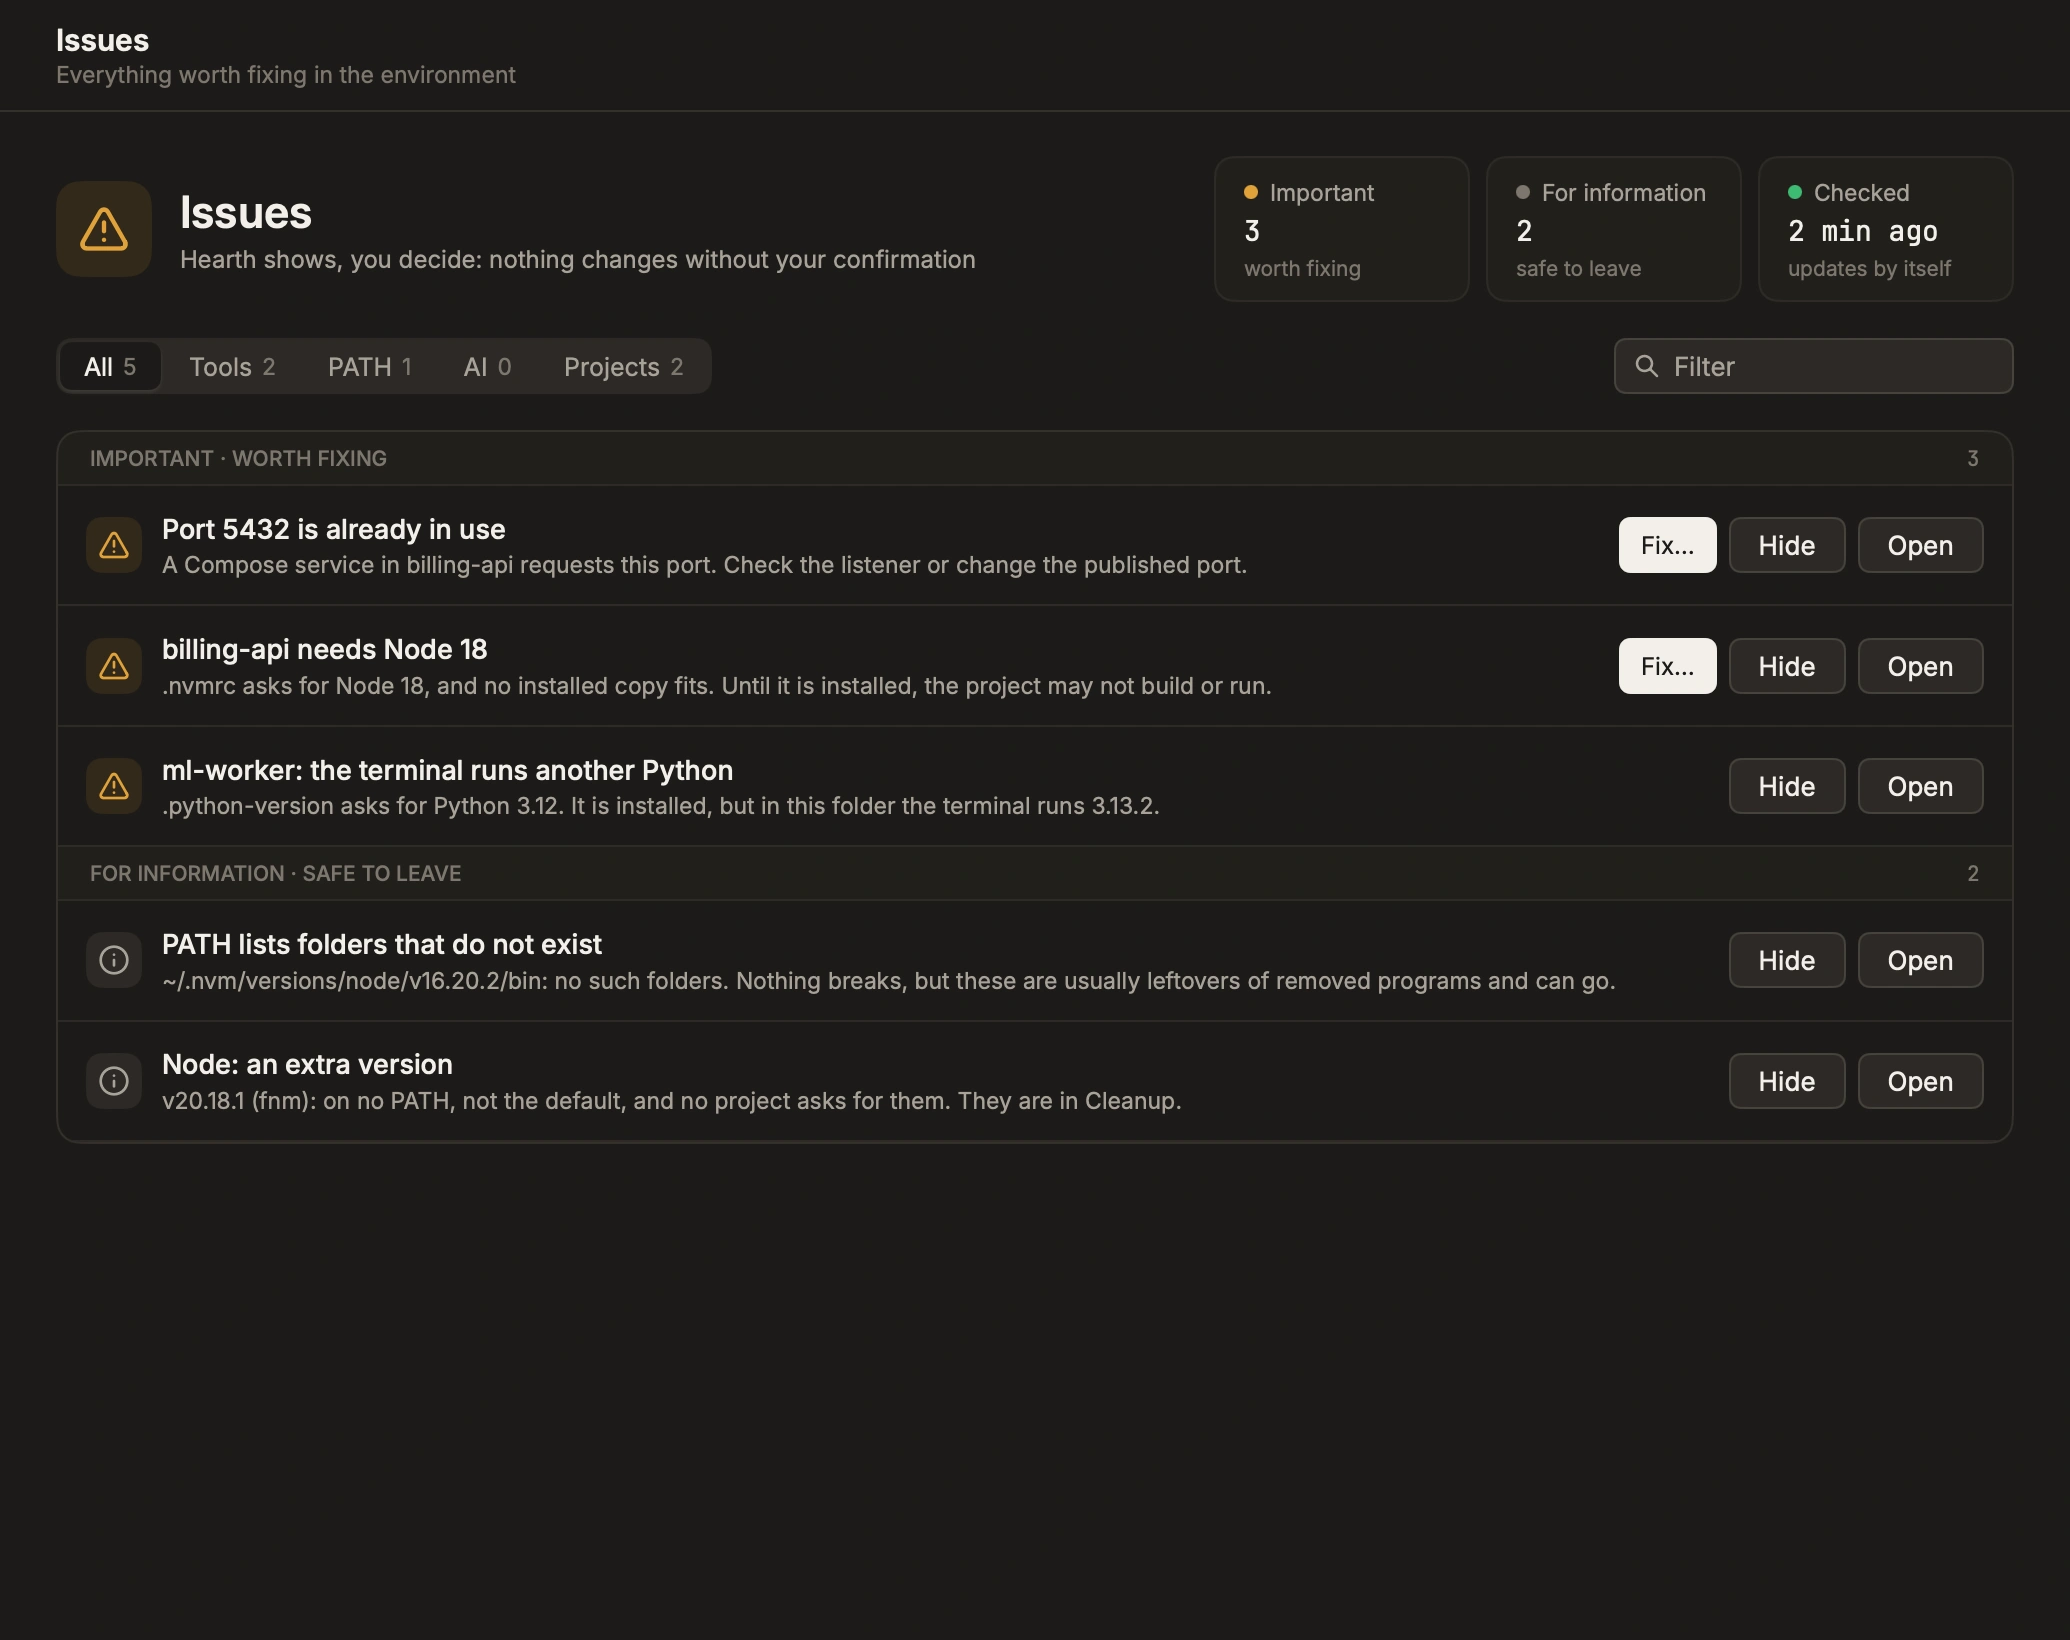 Issues
Everything worth fixing in the environment
Issues
Hearth shows, you decide: nothing changes without your confirmation
Important
3
worth fixing
For information
2
safe to leave
Checked
2 min ago
updates by itself
All 5
Tools 2
PATH 1
AI 0
Projects 2
Filter
IMPORTANT · WORTH FIXING 3
Port 5432 is already in use
A Compose service in billing-api requests this port. Check the listener or change the published port.
Fix... Hide Open
billing-api needs Node 18
.nvmrc asks for Node 18, and no installed copy fits. Until it is installed, the project may not build or run.
Fix... Hide Open
ml-worker: the terminal runs another Python
.python-version asks for Python 3.12. It is installed, but in this folder the terminal runs 3.13.2.
Hide Open
FOR INFORMATION · SAFE TO LEAVE 2
PATH lists folders that do not exist
~/.nvm/versions/node/v16.20.2/bin: no such folders. Nothing breaks, but these are usually leftovers of removed programs and can go.
Hide Open
Node: an extra version
v20.18.1 (fnm): on no PATH, not the default, and no project asks for them. They are in Cleanup.
Hide Open